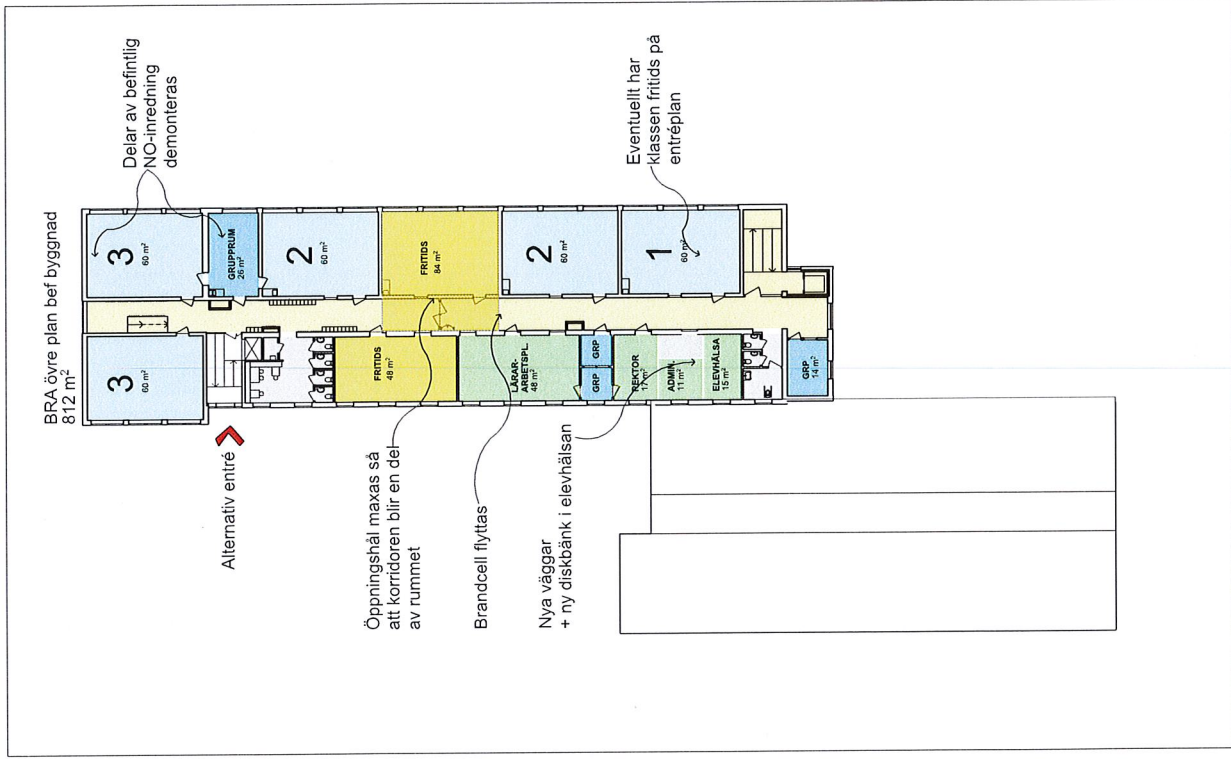 BRA övre plan bef bygnad
812 m²
Delar av befintlig
NO-inredning
demonteras
3
60 m²
GRUPPRUM
26 m²
2
60 m²
FRITIDS
84 m²
2
60 m²
1
60 m²
Eventuellt har
klassen fritids på
entréplan
3
60 m²
Alternativ entré
FRITIDS
48 m²
LÄRAR-
ARBETSPL.
48 m²
GRP
GRP
REKTOR
17 m²
ADMIN.
11 m²
ELEVHÄLSA
15 m²
GRP.
14 m²
Öppningshål maxas så
att korridoren blir en del
av rummet
Brandcell flyttas
Nya väggar
+ ny diskbänk i elevhälsan